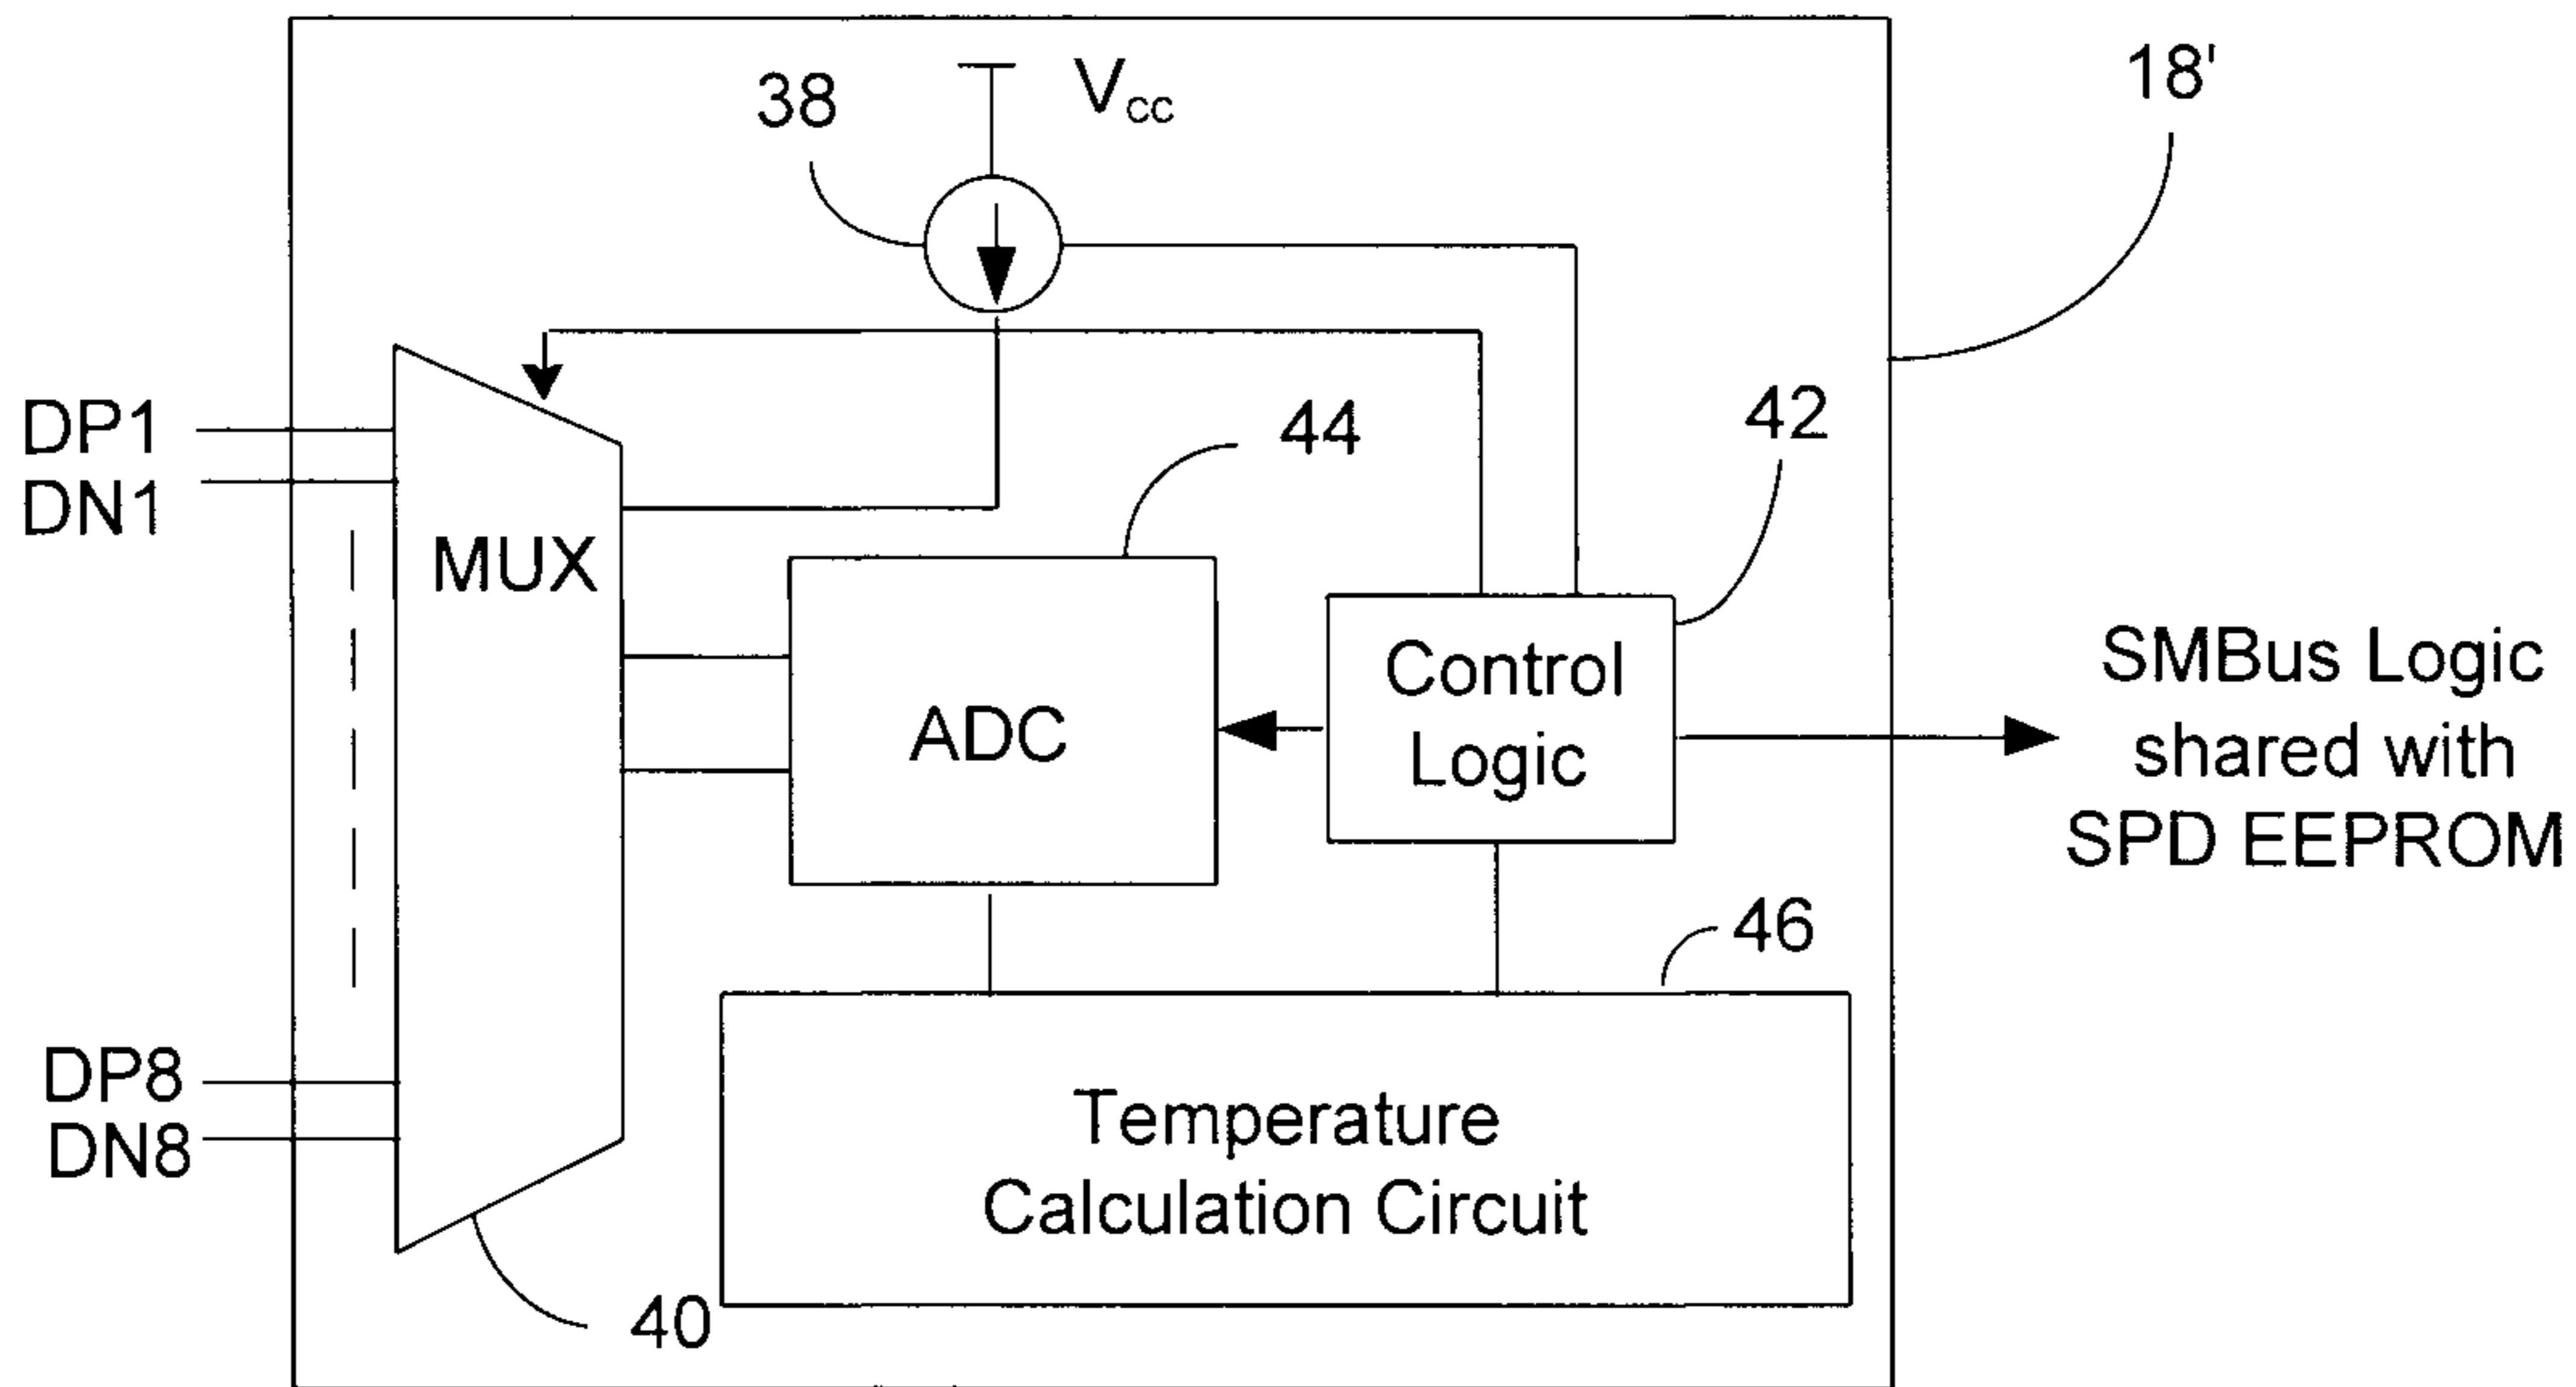 38
Vcc
18'
DP1
DN1
MUX
44
42
ADC
Control
Logic
SMBus Logic
shared with
SPD EEPROM
46
DP8
DN8
Temperature
Calculation Circuit
40